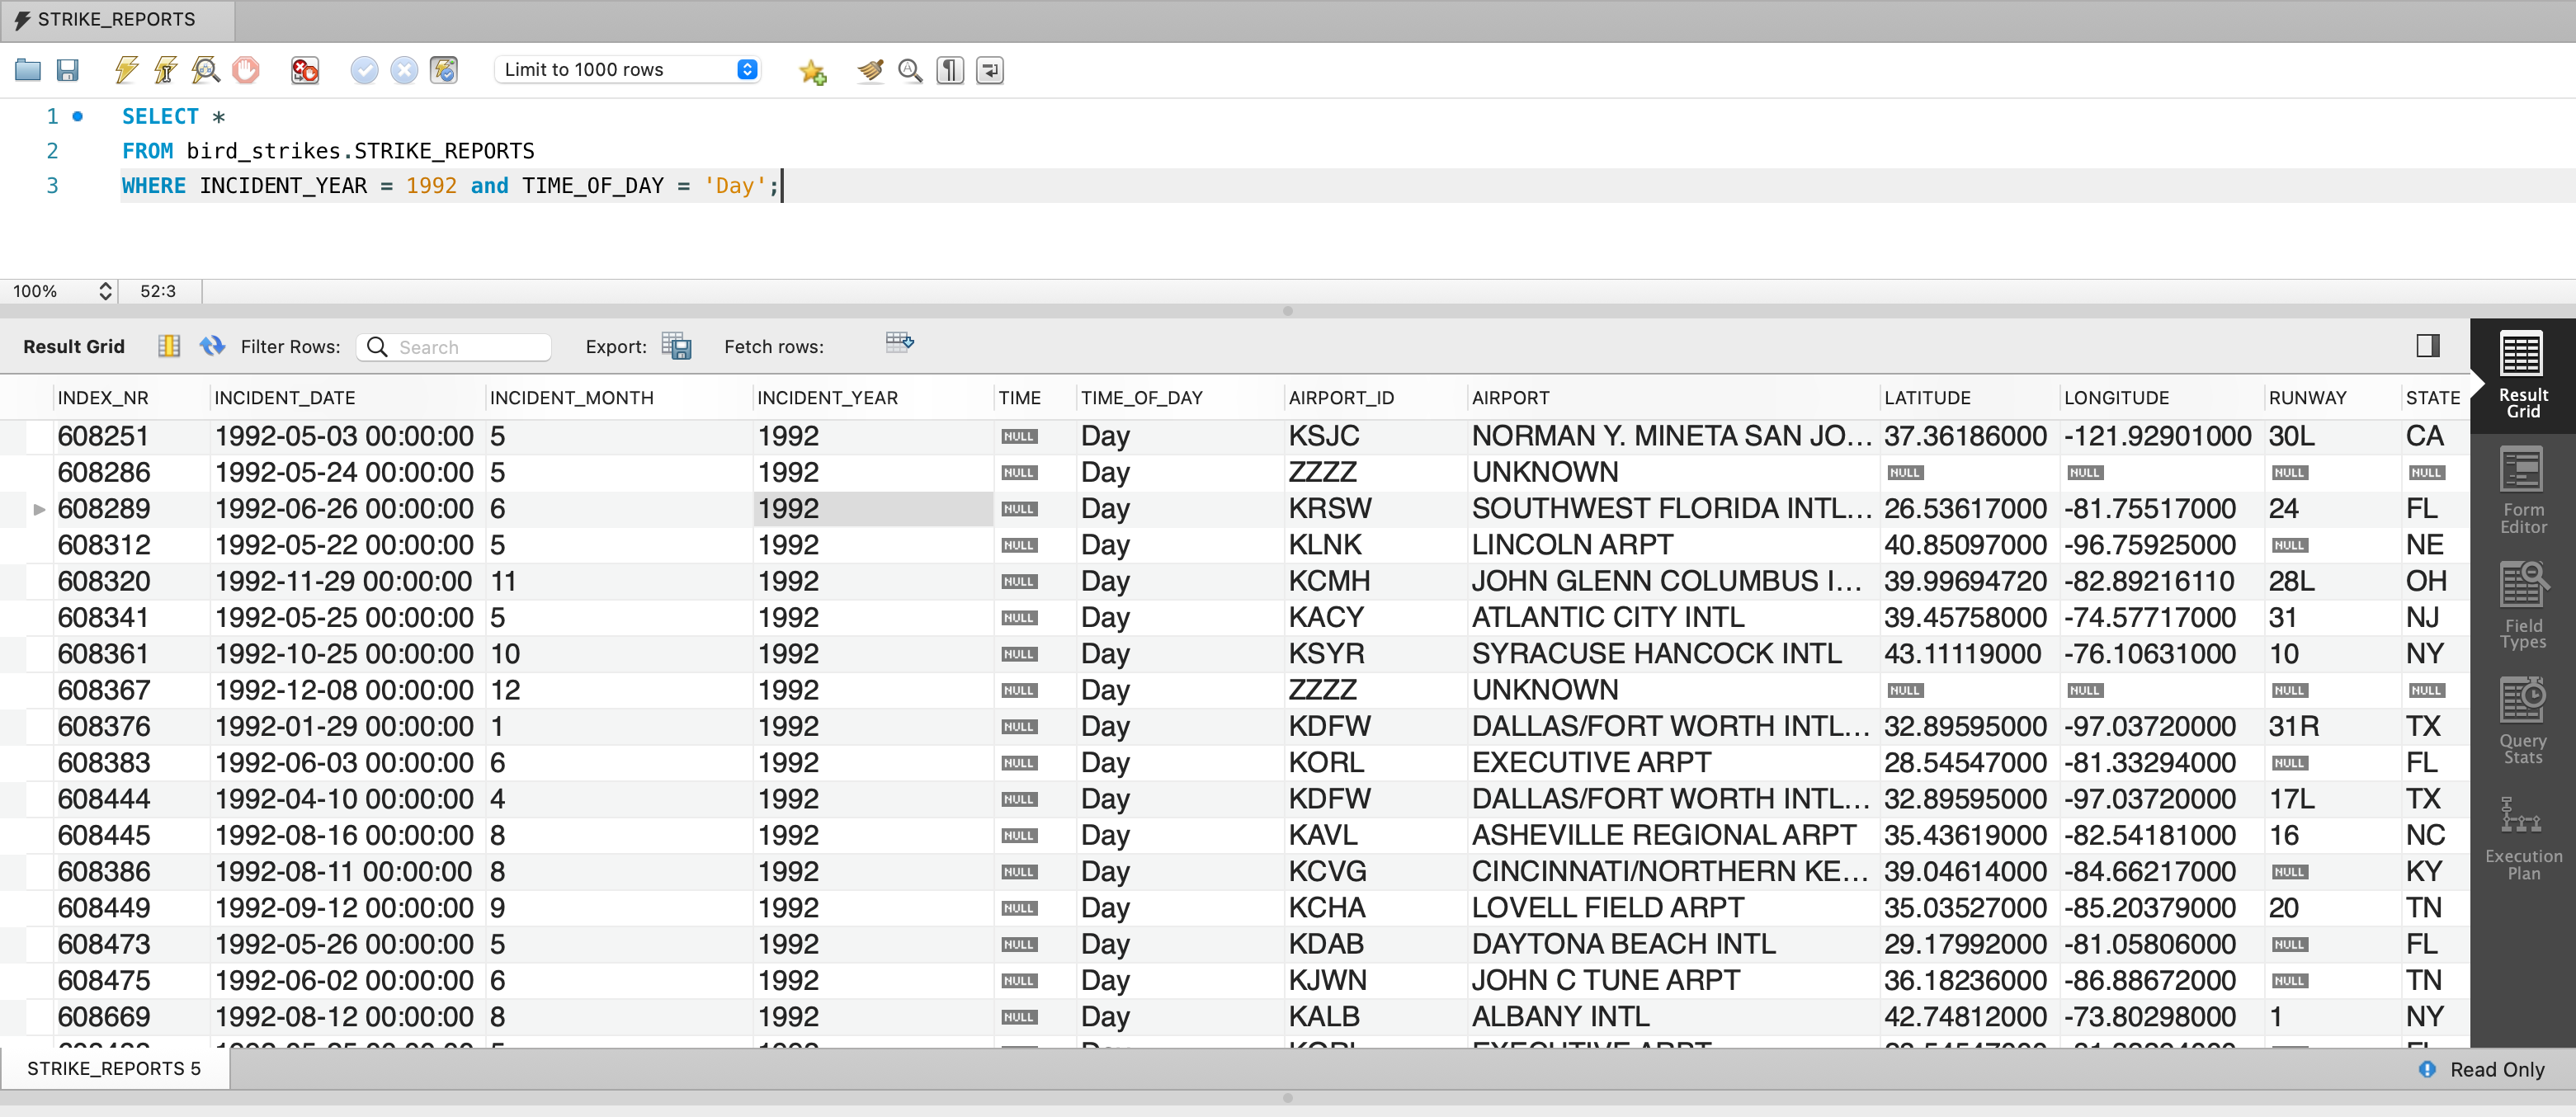 STRIKE_REPORTS
Limit to 1000 rows
1 SELECT *
2 FROM bird_strikes.STRIKE_REPORTS
3 WHERE INCIDENT_YEAR = 1992 and TIME_OF_DAY = 'Day';
100% 52:3
Result Grid Filter Rows: Search Export: Fetch rows:
INDEX_NR INCIDENT_DATE INCIDENT_MONTH INCIDENT_YEAR TIME TIME_OF_DAY AIRPORT_ID AIRPORT LATITUDE LONGITUDE RUNWAY STATE
608251 1992-05-03 00:00:00 5 1992 NULL Day KSJC NORMAN Y. MINETA SAN JO... 37.36186000 -121.92901000 30L CA
608286 1992-05-24 00:00:00 5 1992 NULL Day ZZZZ UNKNOWN NULL NULL NULL NULL
608289 1992-06-26 00:00:00 6 1992 NULL Day KRSW SOUTHWEST FLORIDA INTL... 26.53617000 -81.75517000 24 FL
608312 1992-05-22 00:00:00 5 1992 NULL Day KLNK LINCOLN ARPT 40.85097000 -96.75925000 NULL NE
608320 1992-11-29 00:00:00 11 1992 NULL Day KCMH JOHN GLENN COLUMBUS I... 39.99694720 -82.89216110 28L OH
608341 1992-05-25 00:00:00 5 1992 NULL Day KACY ATLANTIC CITY INTL 39.45758000 -74.57717000 31 NJ
608361 1992-10-25 00:00:00 10 1992 NULL Day KSYR SYRACUSE HANCOCK INTL 43.11119000 -76.10631000 10 NY
608367 1992-12-08 00:00:00 12 1992 NULL Day ZZZZ UNKNOWN NULL NULL NULL NULL
608376 1992-01-29 00:00:00 1 1992 NULL Day KDFW DALLAS/FORT WORTH INTL... 32.89595000 -97.03720000 31R TX
608383 1992-06-03 00:00:00 6 1992 NULL Day KORL EXECUTIVE ARPT 28.54547000 -81.33294000 NULL FL
608444 1992-04-10 00:00:00 4 1992 NULL Day KDFW DALLAS/FORT WORTH INTL... 32.89595000 -97.03720000 17L TX
608445 1992-08-16 00:00:00 8 1992 NULL Day KAVL ASHEVILLE REGIONAL ARPT 35.43619000 -82.54181000 16 NC
608386 1992-08-11 00:00:00 8 1992 NULL Day KCVG CINCINNATI/NORTHERN KE... 39.04614000 -84.66217000 NULL KY
608449 1992-09-12 00:00:00 9 1992 NULL Day KCHA LOVELL FIELD ARPT 35.03527000 -85.20379000 20 TN
608473 1992-05-26 00:00:00 5 1992 NULL Day KDAB DAYTONA BEACH INTL 29.17992000 -81.05806000 NULL FL
608475 1992-06-02 00:00:00 6 1992 NULL Day KJWN JOHN C TUNE ARPT 36.18236000 -86.88672000 NULL TN
608669 1992-08-12 00:00:00 8 1992 NULL Day KALB ALBANY INTL 42.74812000 -73.80298000 1 NY
Result
Grid
Form
Editor
Field
Types
Query
Stats
Execution
Plan
STRIKE_REPORTS 5
Read Only